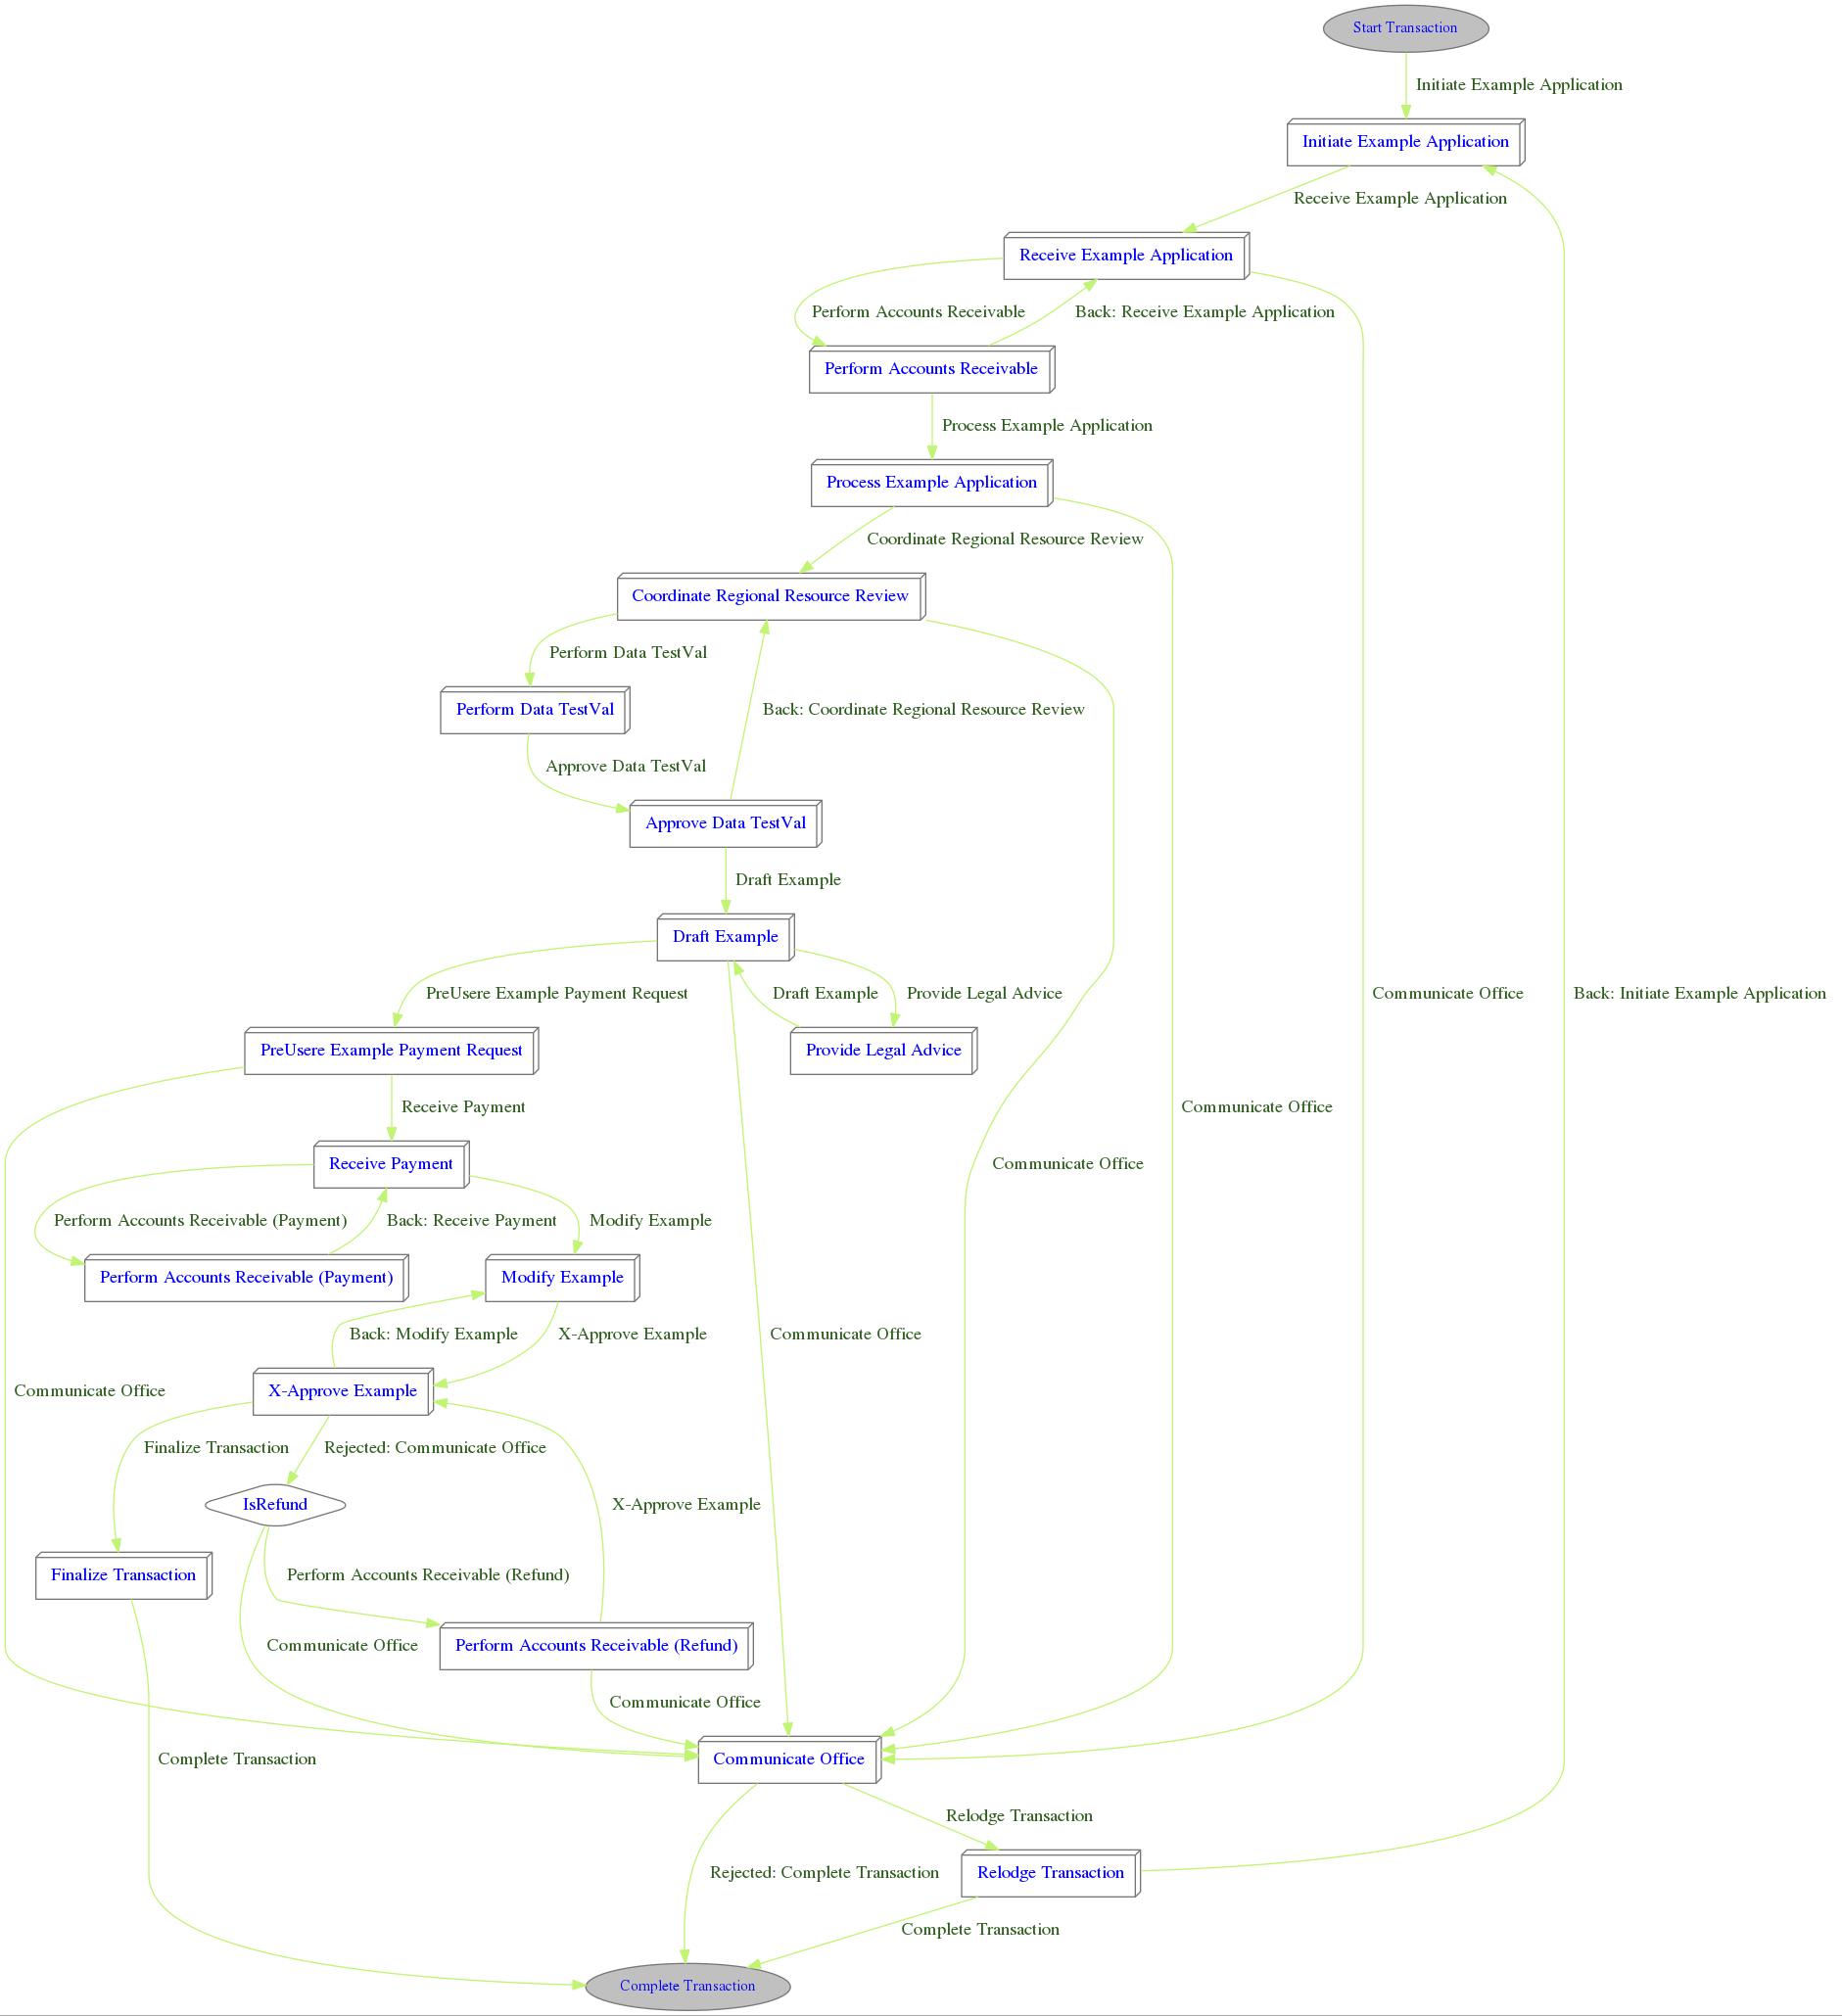 Start Transaction
Initiate Example Application
Initiate Example Application
Receive Example Application
Receive Example Application
Perform Accounts Receivable
Back: Receive Example Application
Perform Accounts Receivable
Process Example Application
Process Example Application
Coordinate Regional Resource Review
Coordinate Regional Resource Review
Perform Data TestVal
Perform Data TestVal
Back: Coordinate Regional Resource Review
Approve Data TestVal
Approve Data TestVal
Draft Example
Draft Example
PreUsere Example Payment Request
Draft Example
Provide Legal Advice
Communicate Office
Back: Initiate Example Application
PreUsere Example Payment Request
Provide Legal Advice
Receive Payment
Communicate Office
Receive Payment
Communicate Office
Perform Accounts Receivable (Payment)
Back: Receive Payment
Modify Example
Perform Accounts Receivable (Payment)
Modify Example
Back: Modify Example
X-Approve Example
Communicate Office
Communicate Office
X-Approve Example
Finalize Transaction
Rejected: Communicate Office
IsRefund
X-Approve Example
Finalize Transaction
Perform Accounts Receivable (Refund)
Communicate Office
Perform Accounts Receivable (Refund)
Communicate Office
Complete Transaction
Communicate Office
Relodge Transaction
Rejected: Complete Transaction
Relodge Transaction
Complete Transaction
Complete Transaction